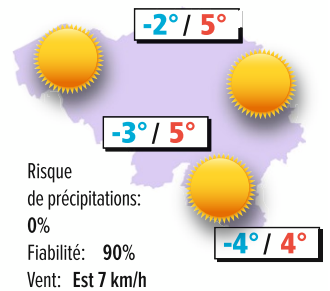 -2° / 5°
-3° / 5°
-4° / 4°
Risque
de précipitations:
0%
Fiabilité: 90%
Vent: Est 7 km/h